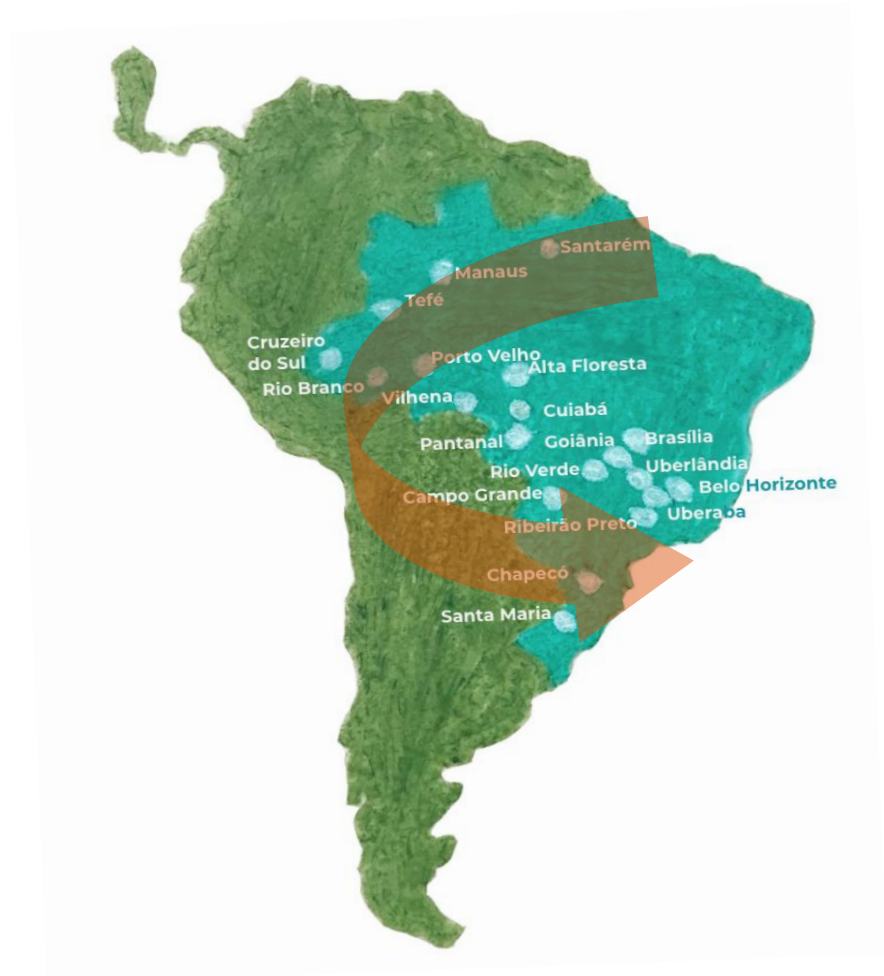 Santarém
Manaus
Tefé
Cruzeiro
do Sul
Porto Velho
Alta Floresta
Rio Branco
Vilhena
Cuiabá
Pantanal
Goiânia
Brasília
Rio Verde
Uberlândia
Campo Grande
Belo Horizonte
Ribeirão Preto
Uberaba
Chapecó
Santa Maria